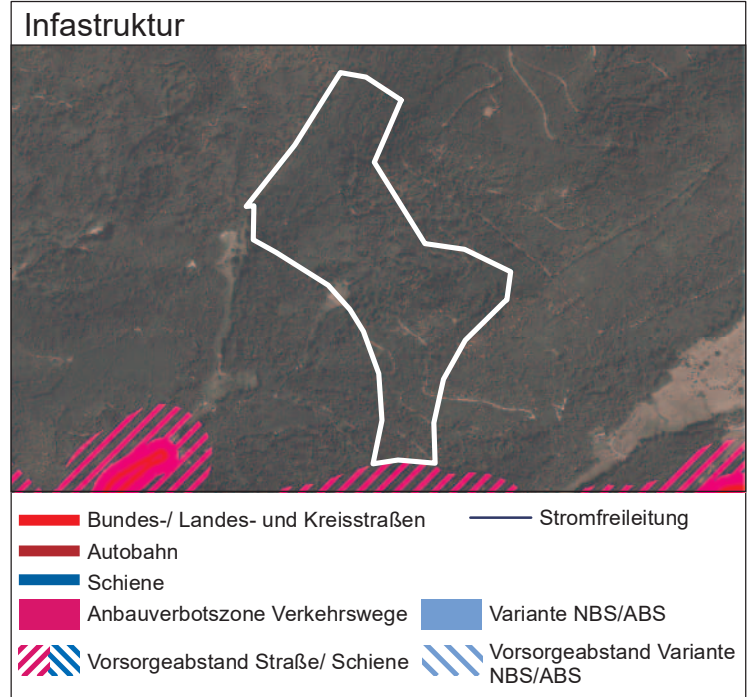 Infastruktur
Bundes-/ Landes- und Kreisstraßen
Stromfreileitung
Autobahn
Schiene
Anbauverbotszone Verkehrswege
Variante NBS/ABS
Vorsorgeabstand Straße/ Schiene
Vorsorgeabstand Variante
NBS/ABS